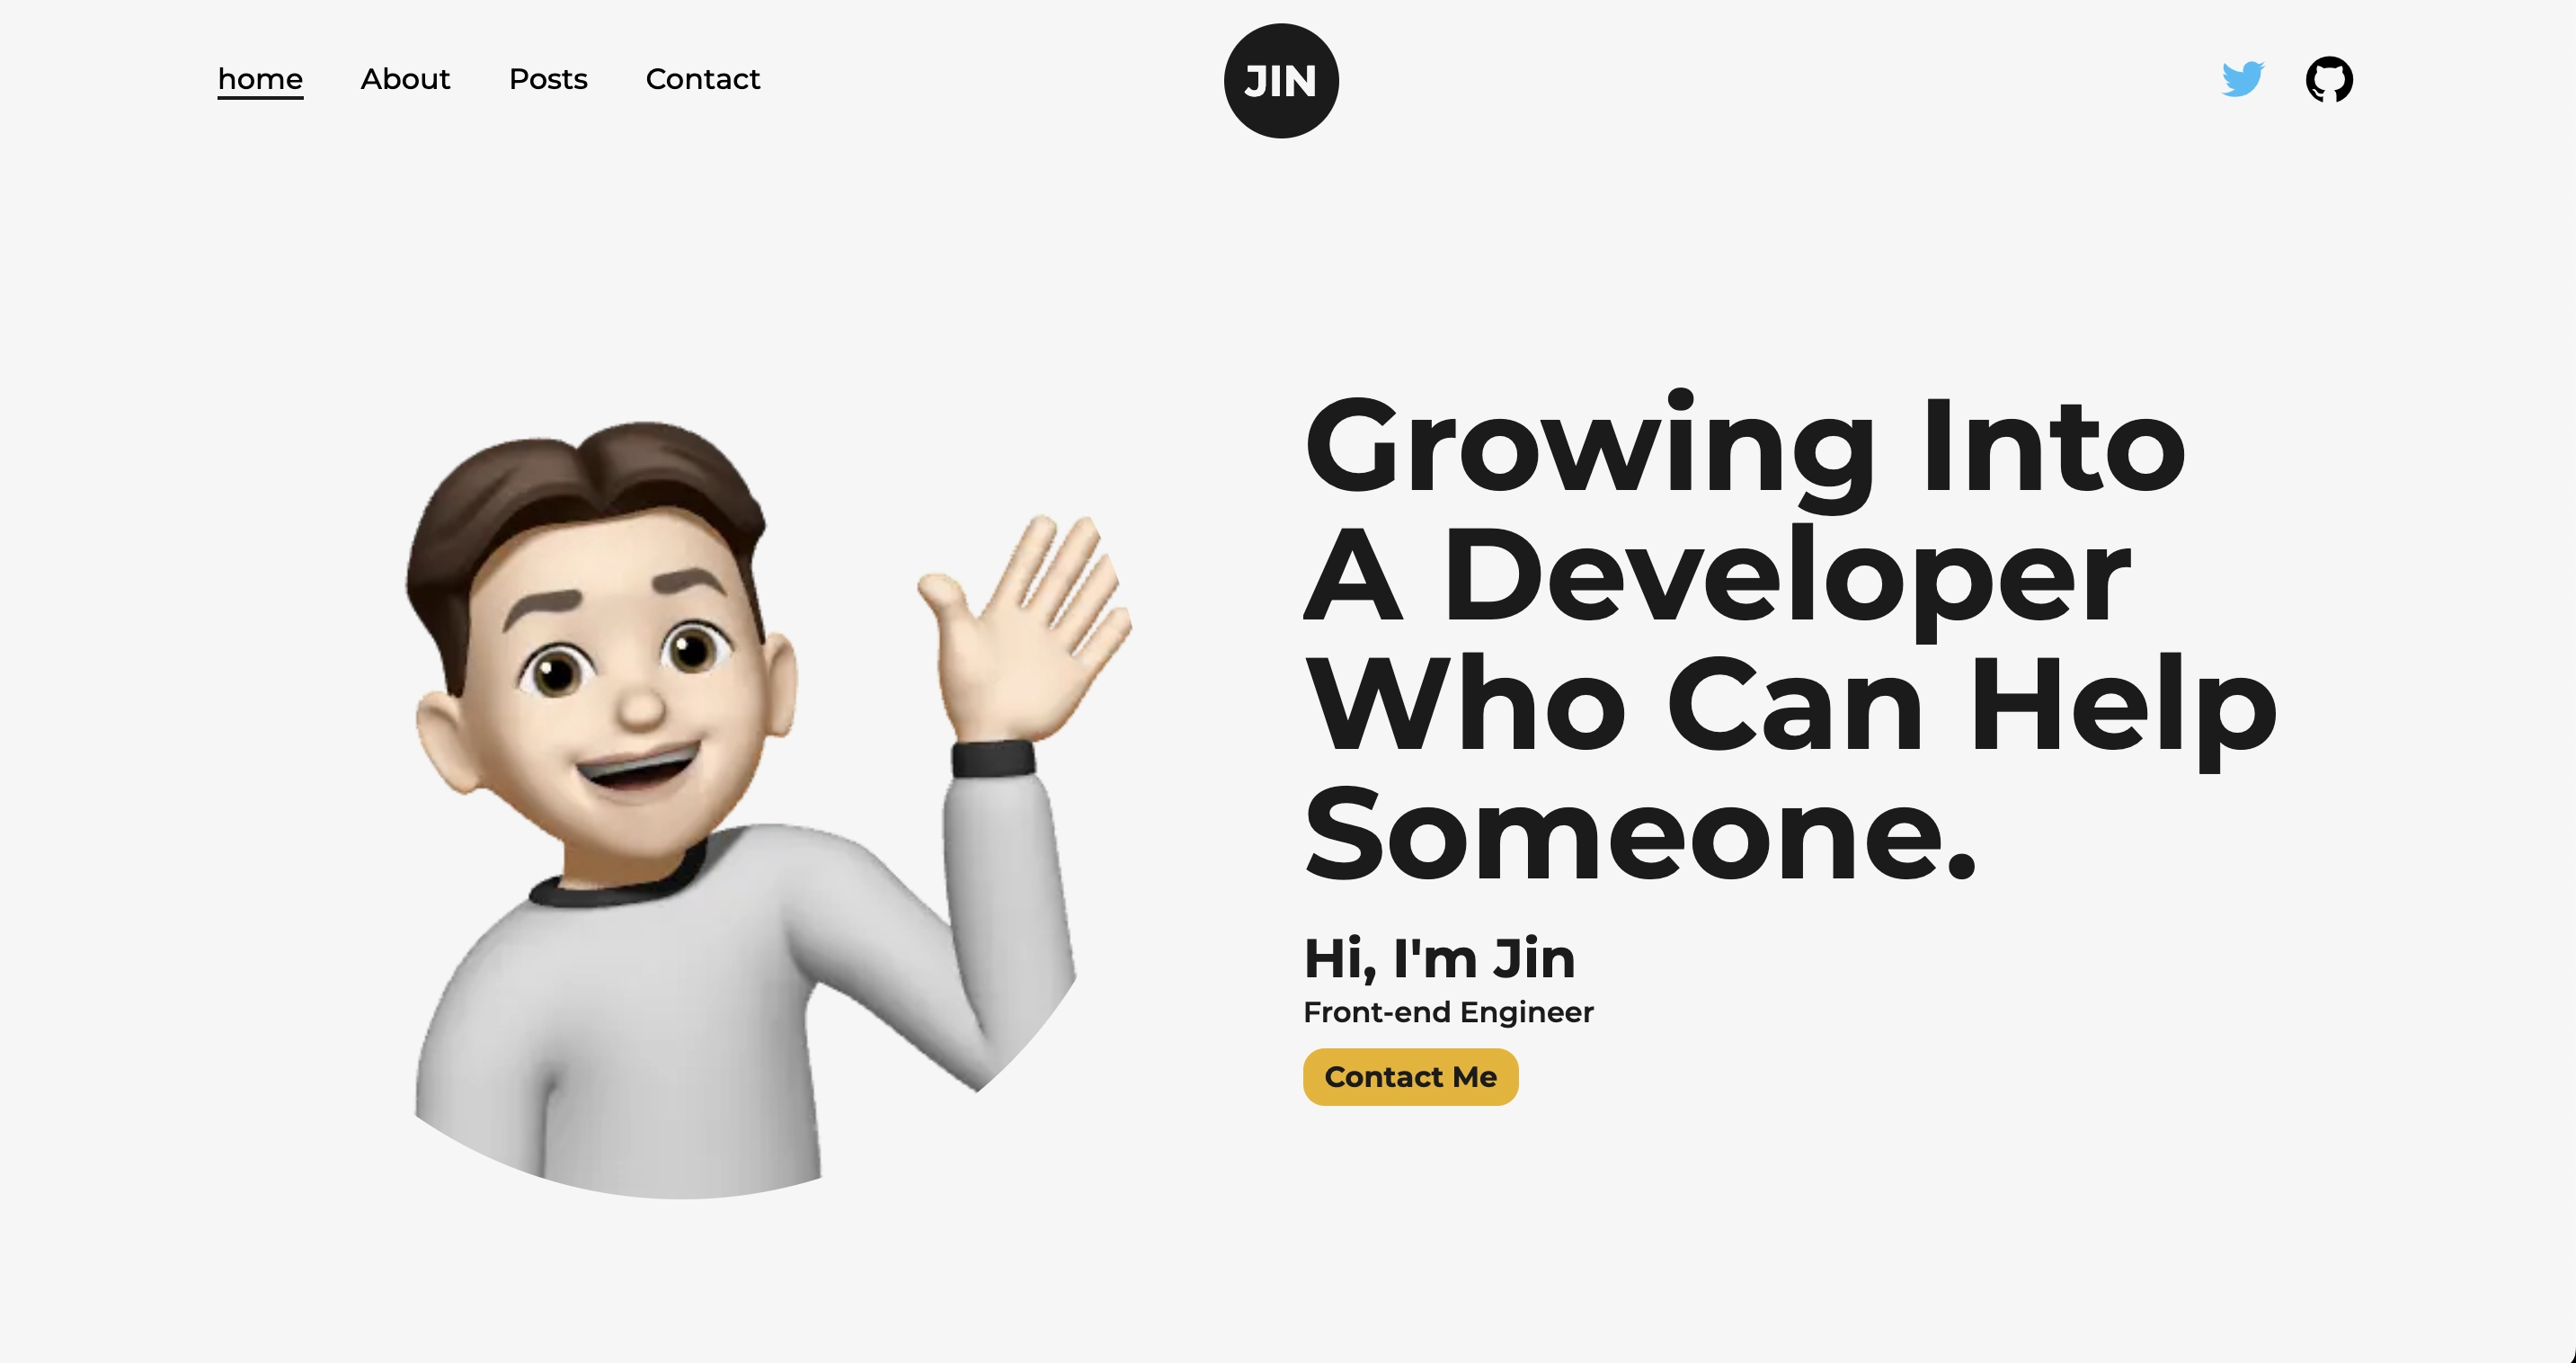 home About Posts Contact
JIN
Growing Into
A Developer
Who Can Help
Someone.
Hi, I'm Jin
Front-end Engineer
Contact Me